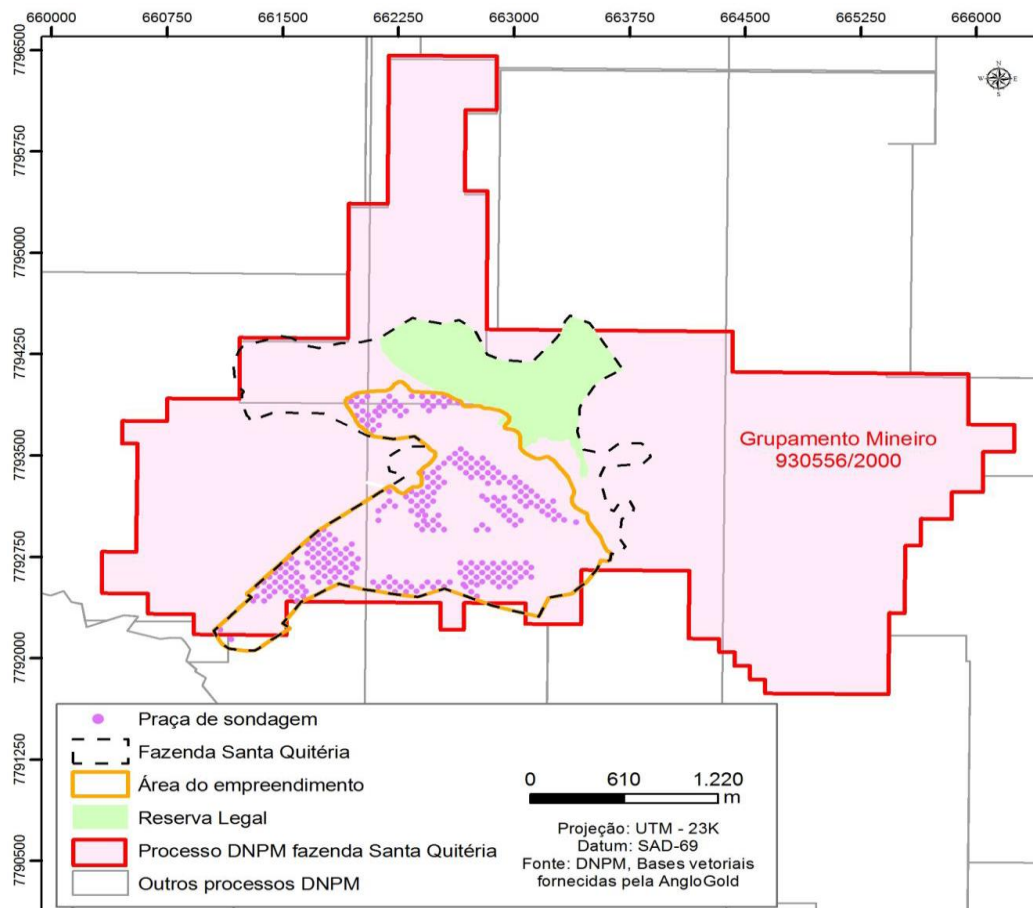 660000 660750 661500 662250 663000 663750 664500 665250 666000
7796500
7795750
7795000
7794250
7793500
7792750
7792000
7791250
7790500
N
W E
S
Grupamento Mineiro
930556/2000
Praça de sondagem
Fazenda Santa Quitéria
Área do empreendimento
Reserva Legal
Processo DNPM fazenda Santa Quitéria
Outros processos DNPM
0 610 1.220
m
Projeção: UTM - 23K
Datum: SAD-69
Fonte: DNPM, Bases vetoriais
fornecidas pela AngloGold